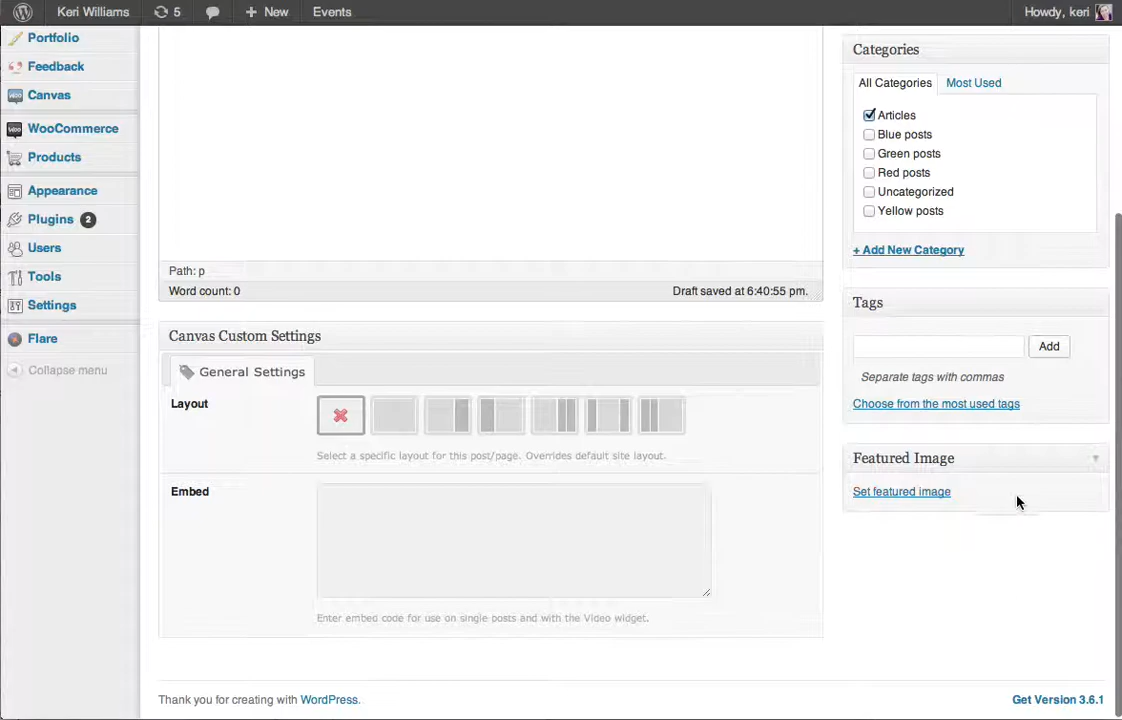 Keri Williams
5
New
Events
Howdy, keri
Portfolio
Feedback
Canvas
WooCommerce
Products
Appearance
Plugins 2
Users
Tools
Settings
Flare
Collapse menu
Path: p
Word count: 0
Draft saved at 6:40:55 pm.
Canvas Custom Settings
General Settings
Layout
Select a specific layout for this post/page. Overrides default site layout.
Embed
Enter embed code for use on single posts and with the Video widget.
Categories
All Categories
Most Used
Articles
Blue posts
Green posts
Red posts
Uncategorized
Yellow posts
+ Add New Category
Tags
Add
Separate tags with commas
Choose from the most used tags
Featured Image
Set featured image
Thank you for creating with WordPress.
Get Version 3.6.1